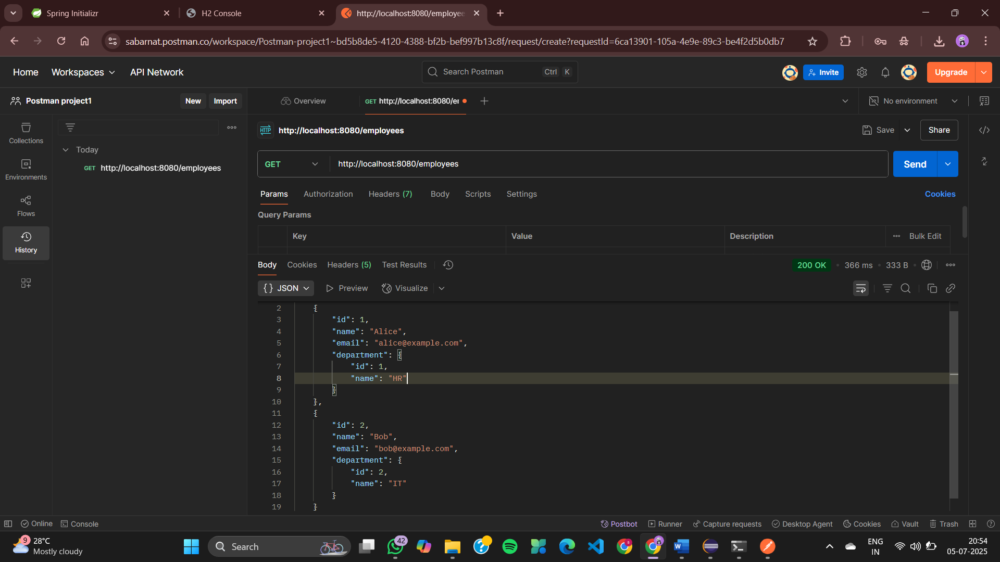 Spring Initializr
H2 Console
http://localhost:8080/employee
sabarnat.postman.co/workspace/Postman-project1~bd5b8de5-4120-4388-bf2b-bef997b13c8f/request/create?requestId=6ca13901-105a-4e9e-89c3-be4f2d5b0db7
Home Workspaces API Network
Search Postman Ctrl K
Invite
Upgrade
Postman project1 New Import
Overview
GET http://localhost:8080/er
No environment
Collections
Environments
Flows
History
Today
GET http://localhost:8080/employees
HTTP http://localhost:8080/employees
Save Share
GET http://localhost:8080/employees Send
Params Authorization Headers (7) Body Scripts Settings Cookies
Query Params
Key Value Description Bulk Edit
Body Cookies Headers (5) Test Results 200 OK 366 ms 333 B
{} JSON Preview Visualize
2 {
3 "id": 1,
4 "name": "Alice",
5 "email": "alice@example.com",
6 "department": {
7 "id": 1,
8 "name": "HR"
9 }
10 },
11 {
12 "id": 2,
13 "name": "Bob",
14 "email": "bob@example.com",
15 "department": {
16 "id": 2,
17 "name": "IT"
18 }
19 }
Online Console Postbot Runner Capture requests Desktop Agent Cookies Vault Trash
9 28°C
Mostly cloudy
Search
42
8
ENG
IN
20:54
05-07-2025